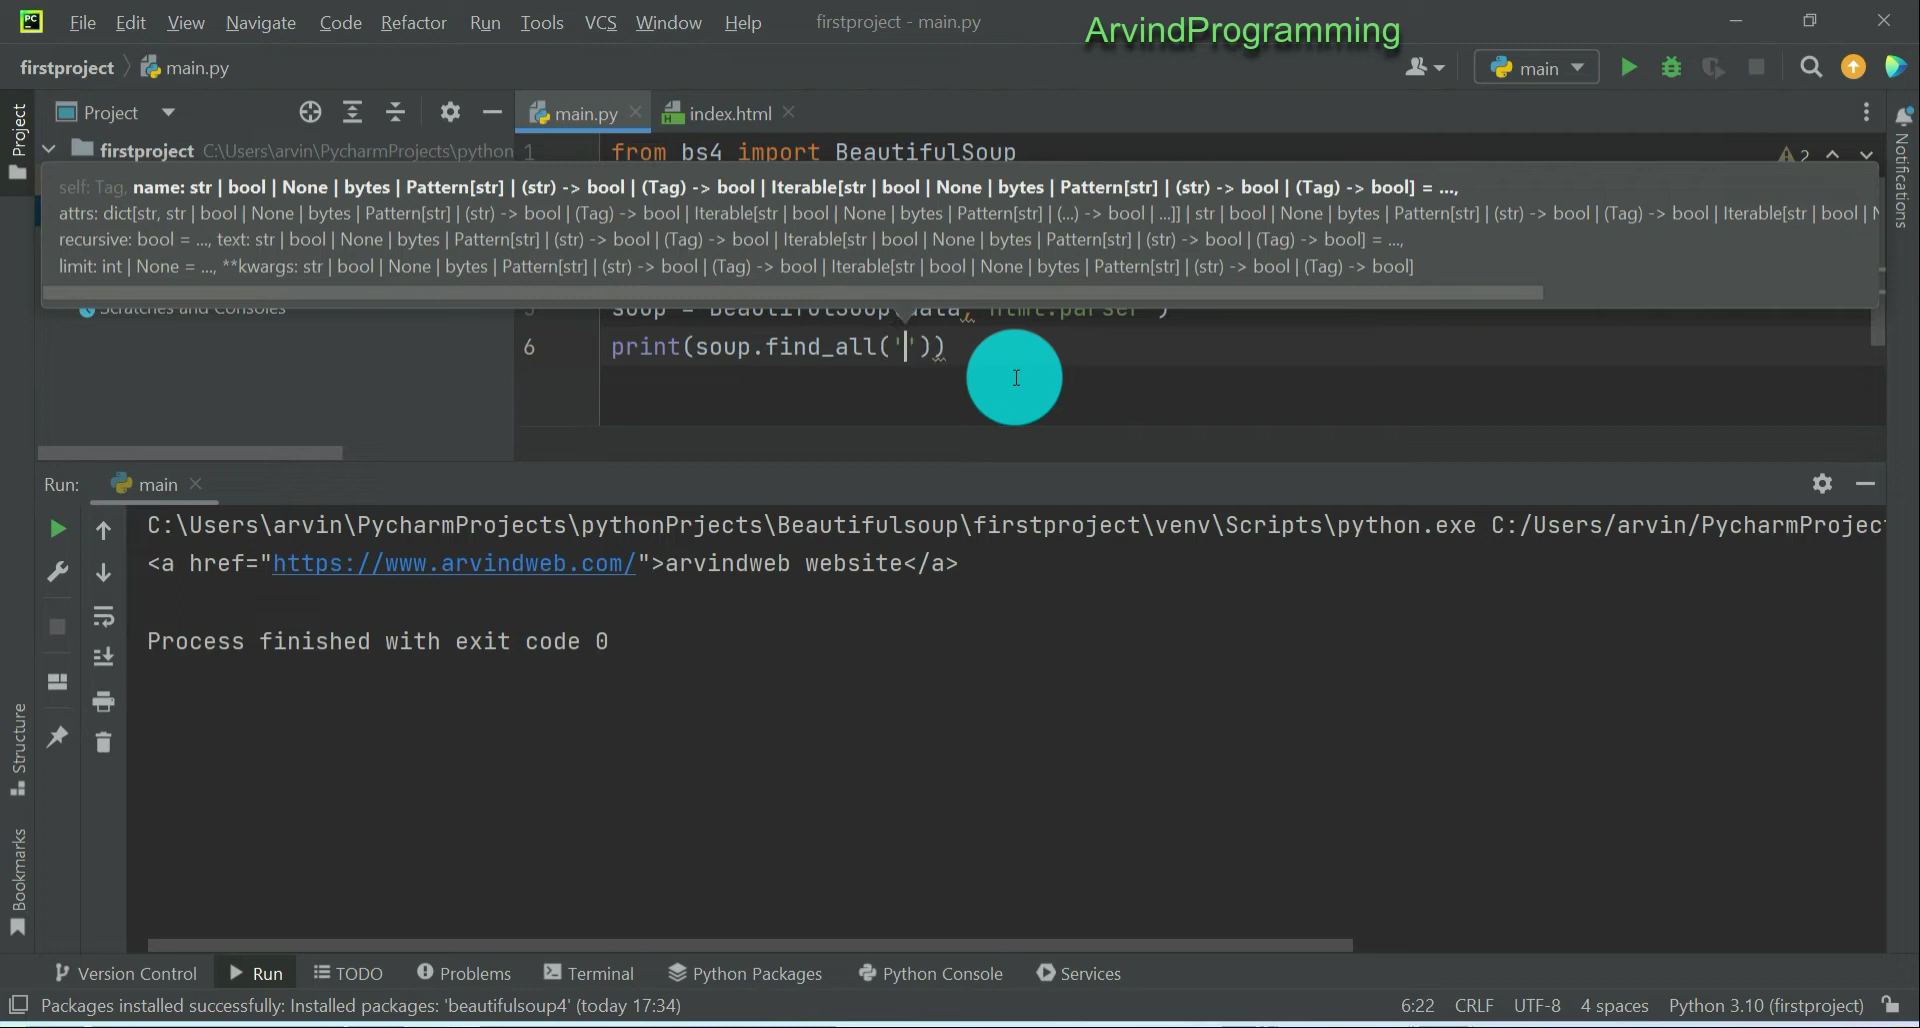 PC File Edit View Navigate Code Refactor Run Tools VCS Window Help firstproject - main.py
ArvindProgramming
firstproject main.py
main
Project
Project
main.py
index.html
firstproject C:\Users\arvin\PycharmProjects\python
1 from bs4 import BeautifulSoup
2
self: Tag, name: str | bool | None | bytes | Pattern[str] | (str) -> bool | (Tag) -> bool | Iterable[str | bool | None | bytes | Pattern[str] | (str) -> bool | (Tag) -> bool] = ...,
attrs: dict[str, str | bool | None | bytes | Pattern[str] | (str) -> bool | (Tag) -> bool | Iterable[str | bool | None | bytes | Pattern[str] | (...) -> bool | ...]] | str | bool | None | bytes | Pattern[str] | (str) -> bool | (Tag) -> bool | Iterable[str | bool |
recursive: bool = ..., text: str | bool | None | bytes | Pattern[str] | (str) -> bool | (Tag) -> bool | Iterable[str | bool | None | bytes | Pattern[str] | (str) -> bool | (Tag) -> bool] = ...,
limit: int | None = ..., **kwargs: str | bool | None | bytes | Pattern[str] | (str) -> bool | (Tag) -> bool | Iterable[str | bool | None | bytes | Pattern[str] | (str) -> bool | (Tag) -> bool]
Scratches and Consoles
5 soup = BeautifulSoup(data, 'html.parser')
6 print(soup.find_all(''))
Notifications
Run: main
C:\Users\arvin\PycharmProjects\pythonPrjects\Beautifulsoup\firstproject\venv\Scripts\python.exe C:/Users/arvin/PycharmProjec
<a href="https://www.arvindweb.com/">arvindweb website</a>
Process finished with exit code 0
Structure
Bookmarks
Version Control Run TODO Problems Terminal Python Packages Python Console Services
Packages installed successfully: Installed packages: 'beautifulsoup4' (today 17:34)
6:22 CRLF UTF-8 4 spaces Python 3.10 (firstproject)